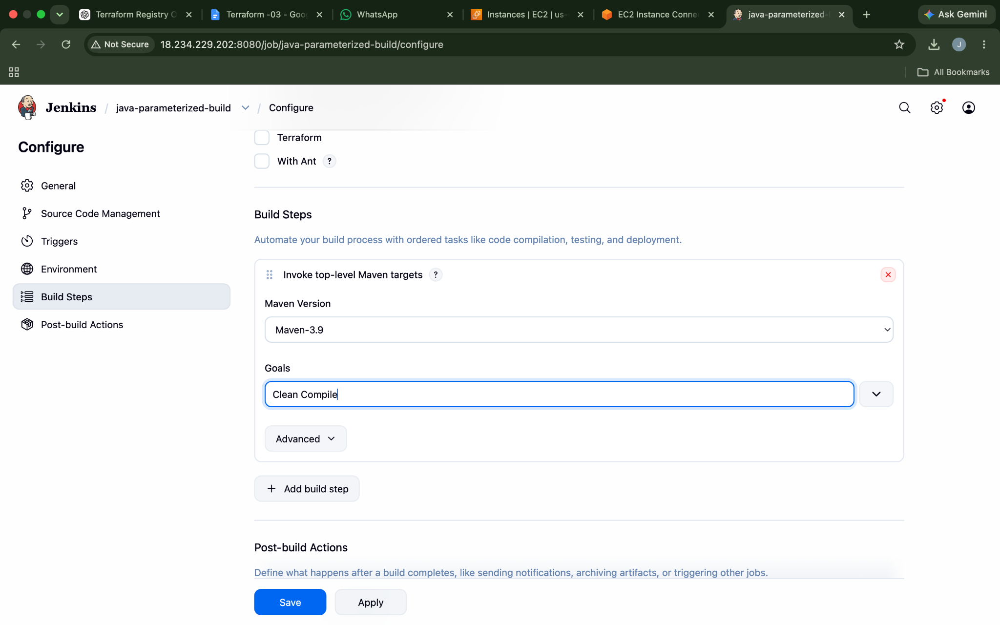 Terraform Registry O
Terraform -03 - Goo
WhatsApp
Instances | EC2 | us-
EC2 Instance Conne
java-parameterized-
Ask Gemini
Not Secure
18.234.229.202:8080/job/java-parameterized-build/configure
J
All Bookmarks
Jenkins / java-parameterized-build / Configure
Configure
General
Source Code Management
Triggers
Environment
Build Steps
Post-build Actions
Terraform
With Ant ?
Build Steps
Automate your build process with ordered tasks like code compilation, testing, and deployment.
Invoke top-level Maven targets ?
Maven Version
Maven-3.9
Goals
Clean Compile
Advanced
Add build step
Post-build Actions
Define what happens after a build completes, like sending notifications, archiving artifacts, or triggering other jobs.
Save
Apply